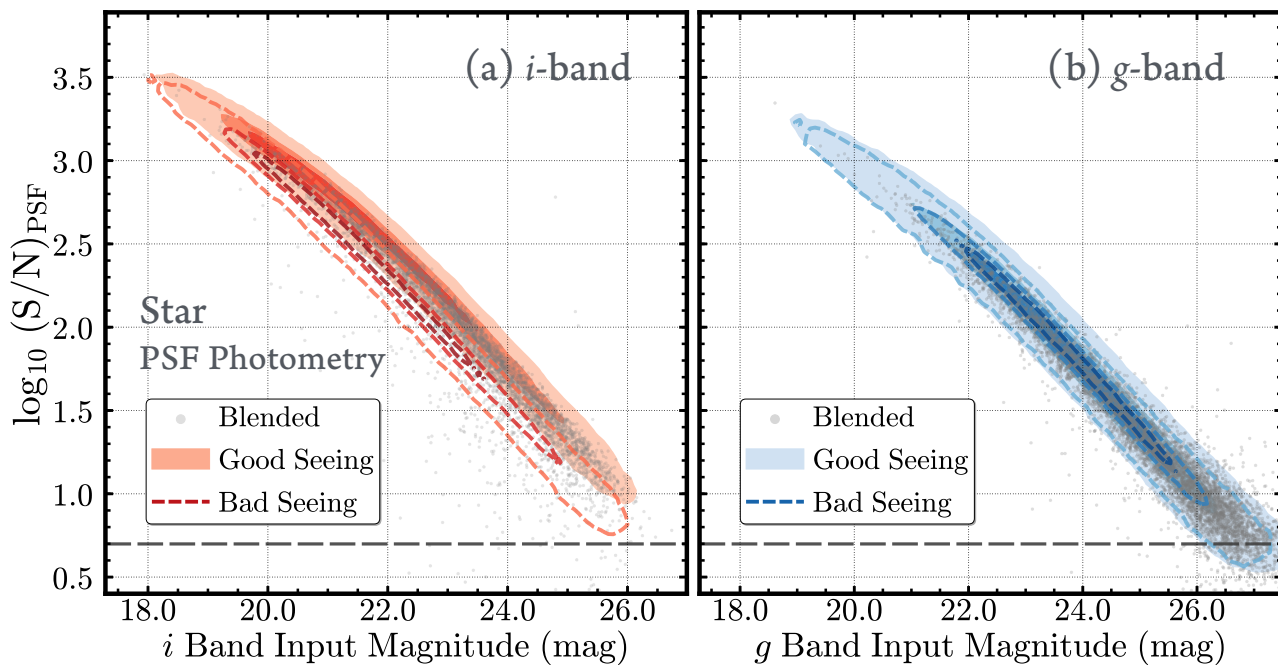 (a) i-band
(b) g-band
log10 (S/N)PSF
3.5
3.0
2.5
2.0
1.5
1.0
0.5
Star
PSF Photometry
Blended
Good Seeing
Bad Seeing
Blended
Good Seeing
Bad Seeing
18.0 20.0 22.0 24.0 26.0
18.0 20.0 22.0 24.0 26.0
i Band Input Magnitude (mag)
g Band Input Magnitude (mag)